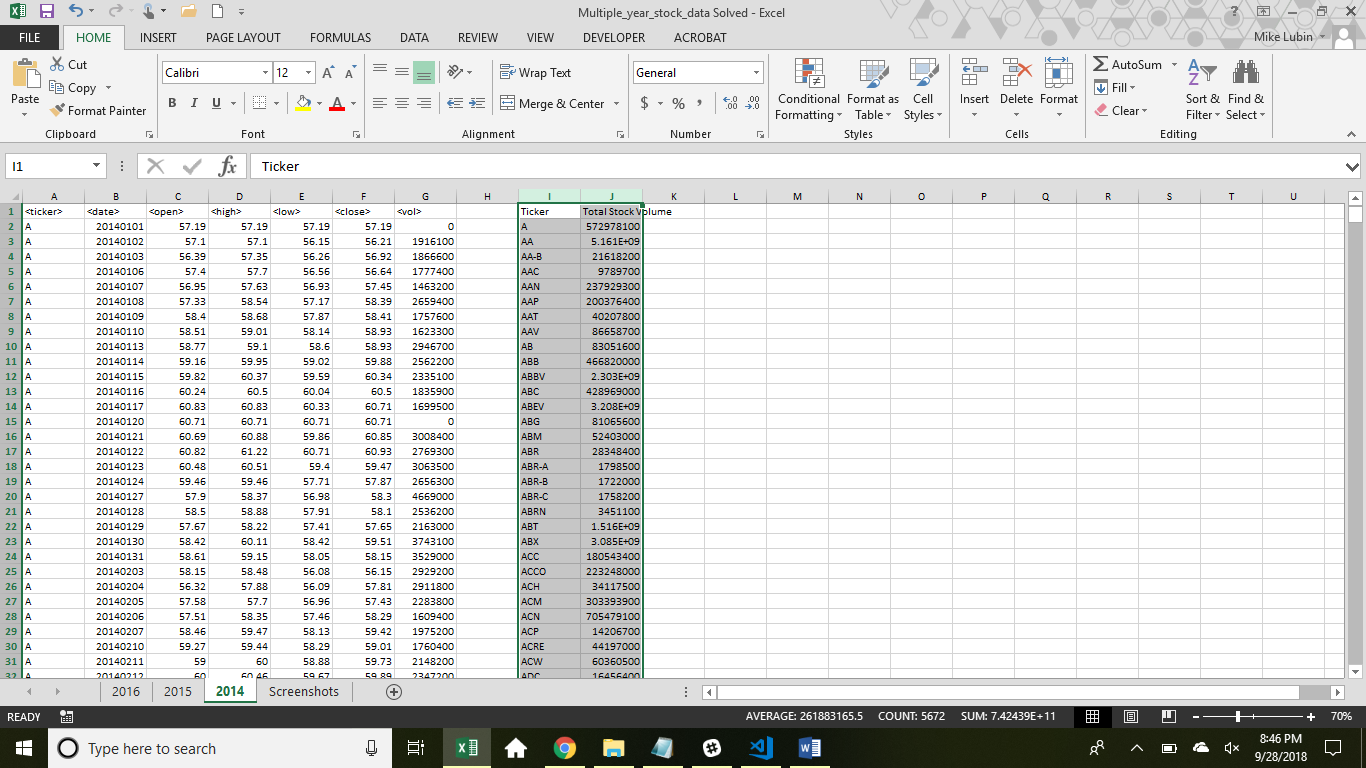 Multiple_year_stock_data Solved - Excel
FILE HOME INSERT PAGE LAYOUT FORMULAS DATA REVIEW VIEW DEVELOPER ACROBAT Mike Lubin
Paste Cut Copy Format Painter
Calibri 12
B I U
Wrap Text
Merge & Center
General
$ % ,
Conditional Formatting Format as Table Cell Styles
Insert Delete Format
AutoSum Fill Clear
Sort & Filter Find & Select
Clipboard Font Alignment Number Styles Cells Editing
I1 fx Ticker
A B C D E F G H I J K L M N O P Q R S T U
1 <ticker> <date> <open> <high> <low> <close> <vol> Ticker Total Stock Volume
2 A 20140101 57.19 57.19 57.19 57.19 0 A 572978100
3 A 20140102 57.1 57.1 56.15 56.21 1916100 AA 5.161E+09
4 A 20140103 56.39 57.35 56.26 56.92 1866600 AA-B 21618200
5 A 20140106 57.4 57.7 56.56 56.64 1777400 AAC 9789700
6 A 20140107 56.95 57.63 56.93 57.45 1463200 AAN 237929300
7 A 20140108 57.33 58.54 57.17 58.39 2659400 AAP 200376400
8 A 20140109 58.4 58.68 57.87 58.41 1757600 AAT 40207800
9 A 20140110 58.51 59.01 58.14 58.93 1623300 AAV 86658700
10 A 20140113 58.77 59.1 58.6 58.93 2946700 AB 83051600
11 A 20140114 59.16 59.95 59.02 59.88 2562200 ABB 466820000
12 A 20140115 59.82 60.37 59.59 60.34 2335100 ABBV 2.303E+09
13 A 20140116 60.24 60.5 60.04 60.5 1835900 ABC 428969000
14 A 20140117 60.83 60.83 60.33 60.71 1699500 ABEV 3.208E+09
15 A 20140120 60.71 60.71 60.71 60.71 0 ABG 81065600
16 A 20140121 60.69 60.88 59.86 60.85 3008400 ABM 52403000
17 A 20140122 60.82 61.22 60.71 60.93 2769300 ABR 28348400
18 A 20140123 60.48 60.51 59.4 59.47 3063500 ABR-A 1798500
19 A 20140124 59.46 59.46 57.71 57.87 2656300 ABR-B 1722000
20 A 20140127 57.9 58.37 56.98 58.3 4669000 ABR-C 1758200
21 A 20140128 58.5 58.88 57.91 58.1 2536200 ABRN 3451100
22 A 20140129 57.67 58.22 57.41 57.65 2163000 ABT 1.516E+09
23 A 20140130 58.42 60.11 58.42 59.51 3743100 ABX 3.085E+09
24 A 20140131 58.61 59.15 58.05 58.15 3529000 ACC 180543400
25 A 20140203 58.15 58.48 56.08 56.15 2929200 ACCO 223248000
26 A 20140204 56.32 57.88 56.09 57.81 2911800 ACH 34117500
27 A 20140205 57.58 57.7 56.96 57.43 2283800 ACM 303393900
28 A 20140206 57.51 58.35 57.46 58.29 1609400 ACN 705479100
29 A 20140207 58.46 59.47 58.13 59.42 1975200 ACP 14206700
30 A 20140210 59.27 59.44 58.29 59.01 1760400 ACRE 44197000
31 A 20140211 59 60 58.88 59.73 2148200 ACW 60360500
32 A 20140212 60 60.46 59.67 59.89 2347200 ADC 16456400
2016 2015 2014 Screenshots
READY AVERAGE: 261883165.5 COUNT: 5672 SUM: 7.42439E+11 70%
Type here to search
8:46 PM
9/28/2018